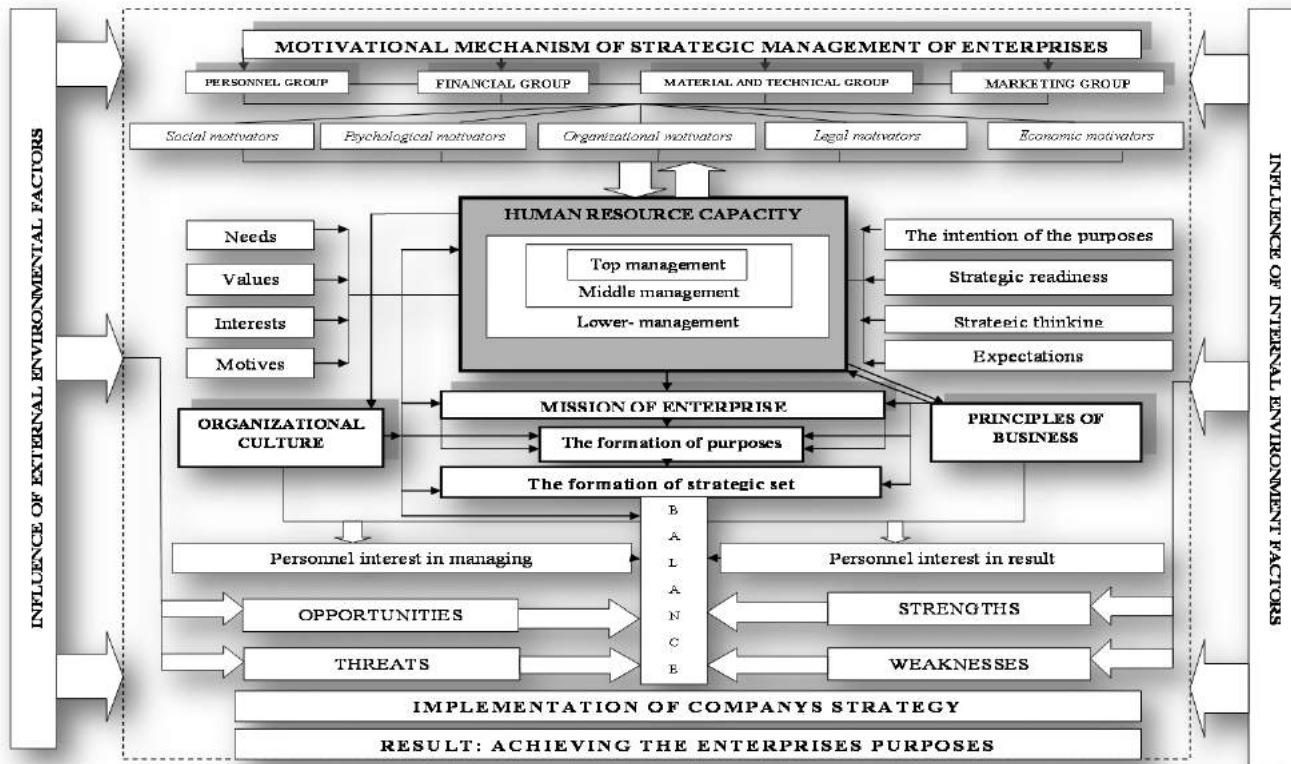 INFLUENCE OF EXTERNAL ENVIRONMENTAL FACTORS
MOTIVATIONAL MECHANISM OF STRATEGIC MANAGEMENT OF ENTERPRISES
PERSONNEL GROUP
FINANCIAL GROUP
MATERIAL AND TECHNICAL GROUP
MARKETING GROUP
Social motivators
Psychological motivators
Organizational motivators
Legal motivators
Economic motivators
HUMAN RESOURCE CAPACITY
Top management
Middle management
Lower- management
Needs
Values
Interests
Motives
The intention of the purposes
Strategic readiness
Strategic thinking
Expectations
ORGANIZATIONAL
CULTURE
MISSION OF ENTERPRISE
The formation of purposes
The formation of strategic set
PRINCIPLES OF
BUSINESS
B
A
L
A
N
C
E
Personnel interest in managing
Personnel interest in result
OPPORTUNITIES
STRENGTHS
THREATS
WEAKNESSES
IMPLEMENTATION OF COMPANYS STRATEGY
RESULT: ACHIEVING THE ENTERPRISES PURPOSES
INFLUENCE OF INTERNAL ENVIRONMENT FACTORS